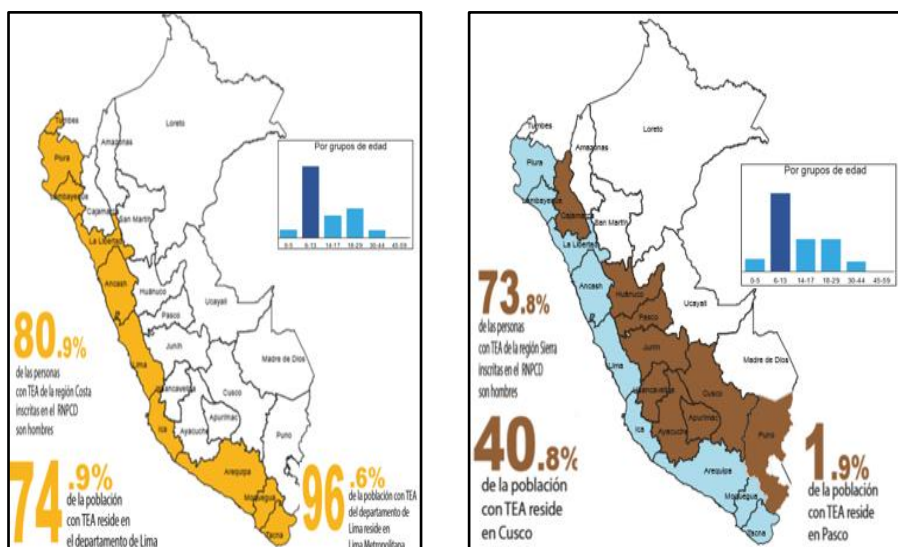 Tumbes
Loreto
Piura
Amazonas
Lambayeque
Cajamarca
San Martín
La Libertad
Ancash
Huánuco
Ucayali
Pasco
Junín
Lima
Madre de Dios
Huancavelica
Cusco
Ica
Ayacucho
Apurímac
Puno
Arequipa
Moquegua
Tacna
Por grupos de edad
0-5 6-13 14-17 18-29 30-44 45-59
80.9%
de las personas
con TEA de la región Costa
inscritas en el RNPCD
son hombres
74.9%
de la población
con TEA reside en
el departamento de Lima
96.6%
de la población con TEA
del departamento de
Lima reside en
Lima Metropolitana
Tumbes
Loreto
Piura
Amazonas
Lambayeque
Cajamarca
San Martín
La Libertad
Ancash
Huánuco
Ucayali
Pasco
Junín
Lima
Madre de Dios
Huancavelica
Cusco
Ica
Ayacucho
Apurímac
Puno
Arequipa
Moquegua
Tacna
Por grupos de edad
0-5 6-13 14-17 18-29 30-44 45-59
73.8%
de las personas
con TEA de la región Sierra
inscritas en el RNPCD
son hombres
40.8%
de la población
con TEA reside
en Cusco
1.9%
de la población
con TEA reside
en Pasco